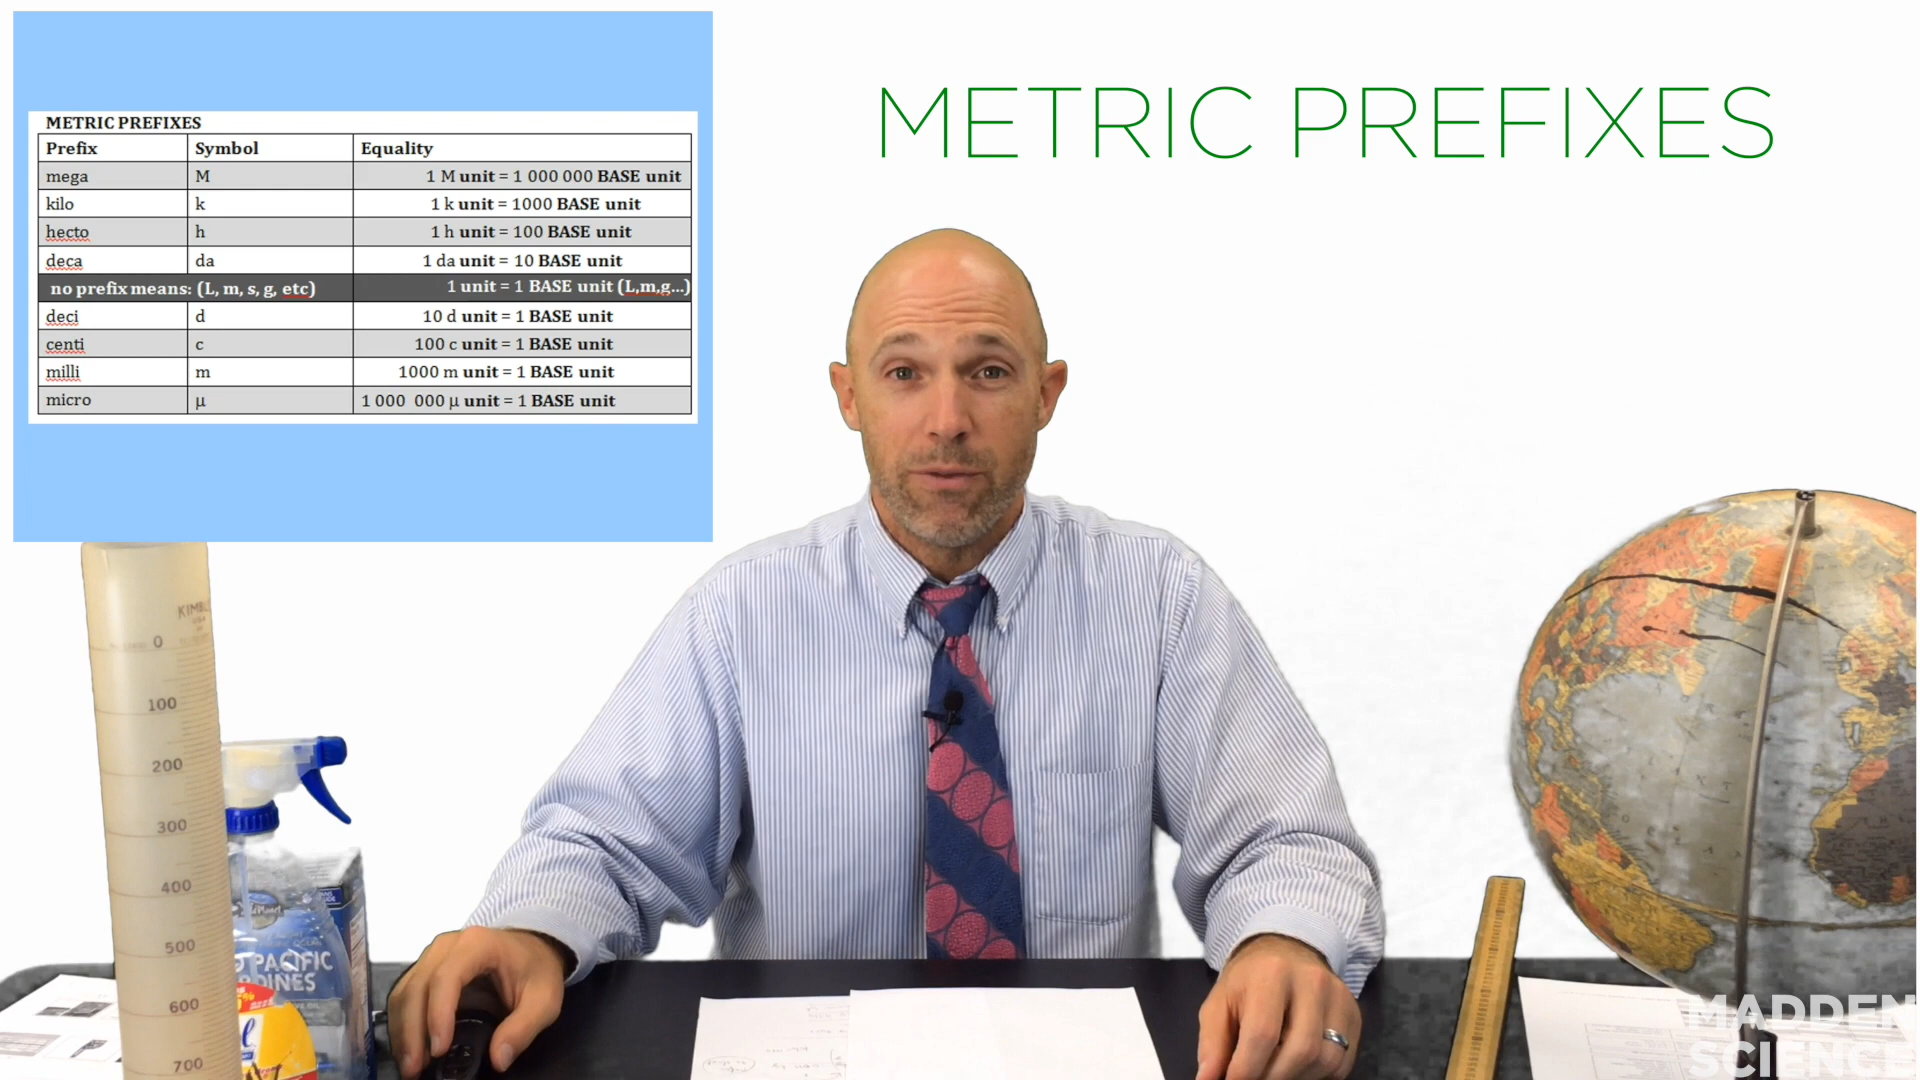 METRIC PREFIXES
Prefix Symbol Equality
mega M 1 M unit = 1 000 000 BASE unit
kilo k 1 k unit = 1000 BASE unit
hecto h 1 h unit = 100 BASE unit
deca da 1 da unit = 10 BASE unit
no prefix means: (L, m, s, g, etc) 1 unit = 1 BASE unit (L,m,g...)
deci d 10 d unit = 1 BASE unit
centi c 100 c unit = 1 BASE unit
milli m 1000 m unit = 1 BASE unit
micro µ 1 000 000 µ unit = 1 BASE unit
METRIC PREFIXES
0
100
200
300
400
500
600
700
PACIFIC
MADDEN
SCIENCE